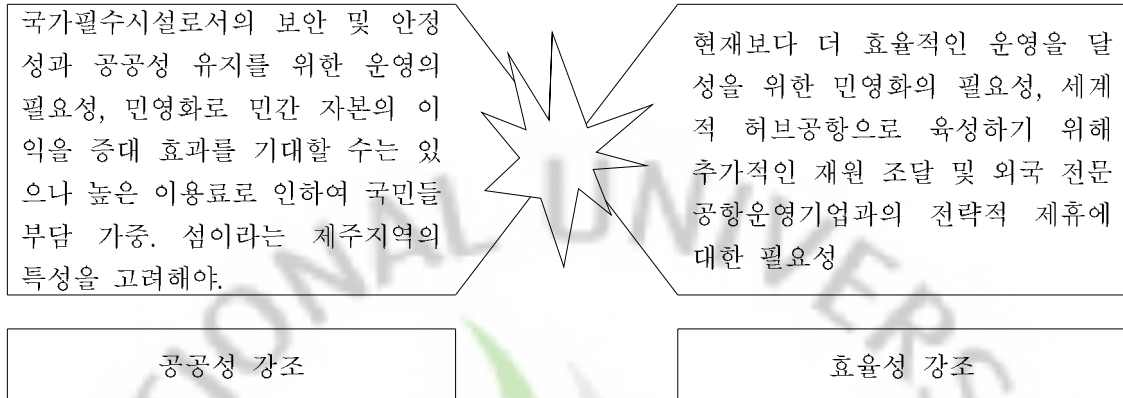 국가필수시설로서의 보안 및 안정
성과 공공성 유지를 위한 운영의
필요성, 민영화로 민간 자본의 이
익을 증대 효과를 기대할 수는 있
으나 높은 이용료로 인하여 국민들
부담 가중. 섬이라는 제주지역의
특성을 고려해야.
현재보다 더 효율적인 운영을 달
성을 위한 민영화의 필요성, 세계
적 허브공항으로 육성하기 위해
추가적인 재원 조달 및 외국 전문
공항운영기업과의 전략적 제휴에
대한 필요성
공공성 강조
효율성 강조
IONAL UNIVERS